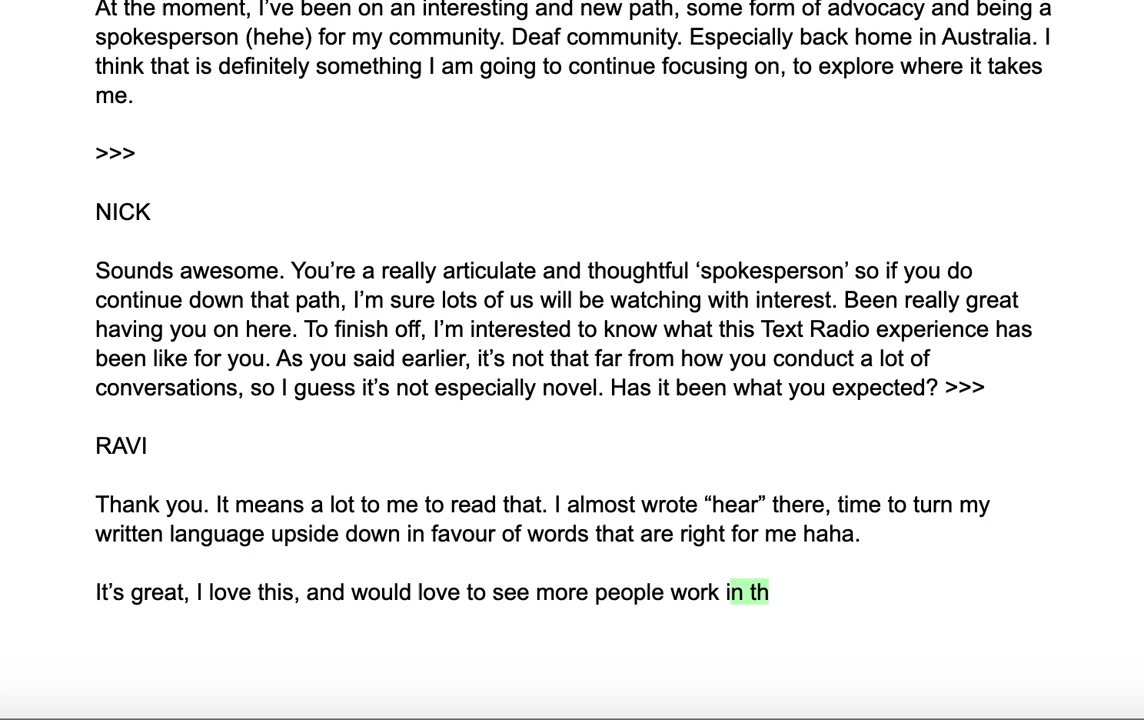 At the moment, I’ve been on an interesting and new path, some form of advocacy and being a
spokesperson (hehe) for my community. Deaf community. Especially back home in Australia. I
think that is definitely something I am going to continue focusing on, to explore where it takes
me.
>>>
NICK
Sounds awesome. You’re a really articulate and thoughtful ‘spokesperson’ so if you do
continue down that path, I’m sure lots of us will be watching with interest. Been really great
having you on here. To finish off, I’m interested to know what this Text Radio experience has
been like for you. As you said earlier, it’s not that far from how you conduct a lot of
conversations, so I guess it’s not especially novel. Has it been what you expected? >>>
RAVI
Thank you. It means a lot to me to read that. I almost wrote “hear” there, time to turn my
written language upside down in favour of words that are right for me haha.
It’s great, I love this, and would love to see more people work in th